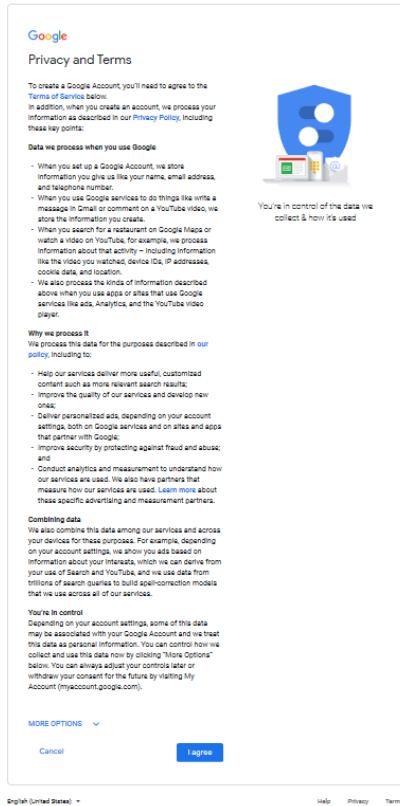 Google
Privacy and Terms
To create a Google Account, you'll need to agree to the
Terms of Service below.
In addition, when you create an account, we process your
information as described in our Privacy Policy, including
these key points:
Data we process when you use Google
- When you set up a Google Account, we store
information you give us like your name, email address,
and telephone number.
- When you use Google services to do things like write a
message in Gmail or comment on a YouTube video, we
store the information you create.
- When you search for a restaurant on Google Maps or
watch a video on YouTube, for example, we process
information about that activity – including information
like the video you watched, device IDs, IP addresses,
cookie data, and location.
- We also process the kinds of information described
above when you use apps or sites that use Google
services like ads, Analytics, and the YouTube video
player.
Why we process it
We process this data for the purposes described in our
policy, including to:
- Help our services deliver more useful, customized
content such as more relevant search results;
- Improve the quality of our services and develop new
ones;
- Deliver personalized ads, depending on your account
settings, both on Google services and on sites and apps
that partner with Google;
- Improve security by protecting against fraud and abuse;
and
- Conduct analytics and measurement to understand how
our services are used. We also have partners that
measure how our services are used. Learn more about
these specific advertising and measurement partners.
Combining data
We also combine this data among our services and across
your devices for these purposes. For example, depending
on your account settings, we show you ads based on
information about your interests, which we can derive from
your use of Search and YouTube, and we use data from
trillions of search queries to build spell-correction models
that we use across all of our services.
You're in control
Depending on your account settings, some of this data
may be associated with your Google Account and we treat
this data as personal information. You can control how we
collect and use this data now by clicking "More Options"
below. You can always adjust your controls later or
withdraw your consent for the future by visiting My
Account (myaccount.google.com).
MORE OPTIONS
Cancel
I agree
@
You're in control of the data we
collect & how it's used
English (United States)
Help Privacy Term